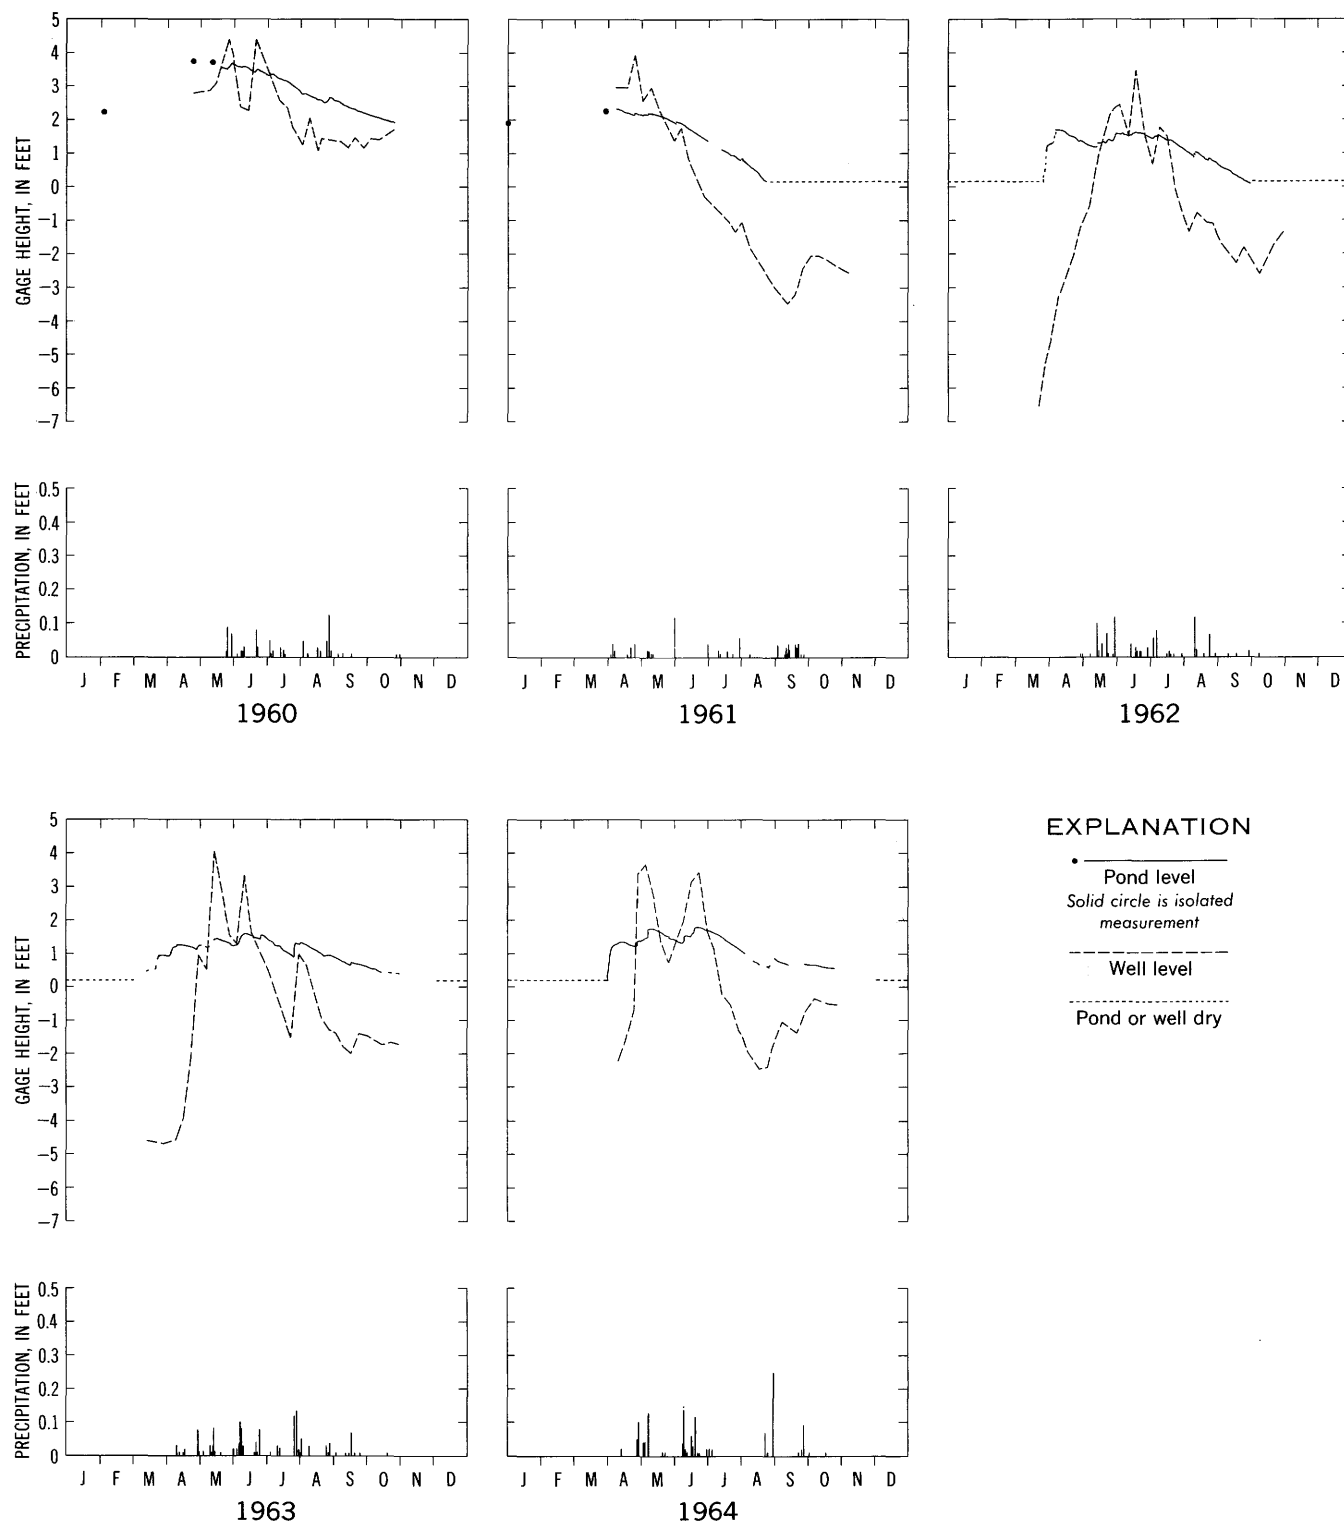 5
4
3
2
1
0
−1
−2
−3
−4
−5
−6
−7
GAGE HEIGHT, IN FEET
0.5
0.4
0.3
0.2
0.1
0
PRECIPITATION, IN FEET
J F M A M J J A S O N D
1960
J F M A M J J A S O N D
1961
J F M A M J J A S O N D
1962
5
4
3
2
1
0
−1
−2
−3
−4
−5
−6
−7
GAGE HEIGHT, IN FEET
0.5
0.4
0.3
0.2
0.1
0
PRECIPITATION, IN FEET
J F M A M J J A S O N D
1963
J F M A M J J A S O N D
1964
EXPLANATION
Pond level
Solid circle is isolated
measurement
Well level
Pond or well dry